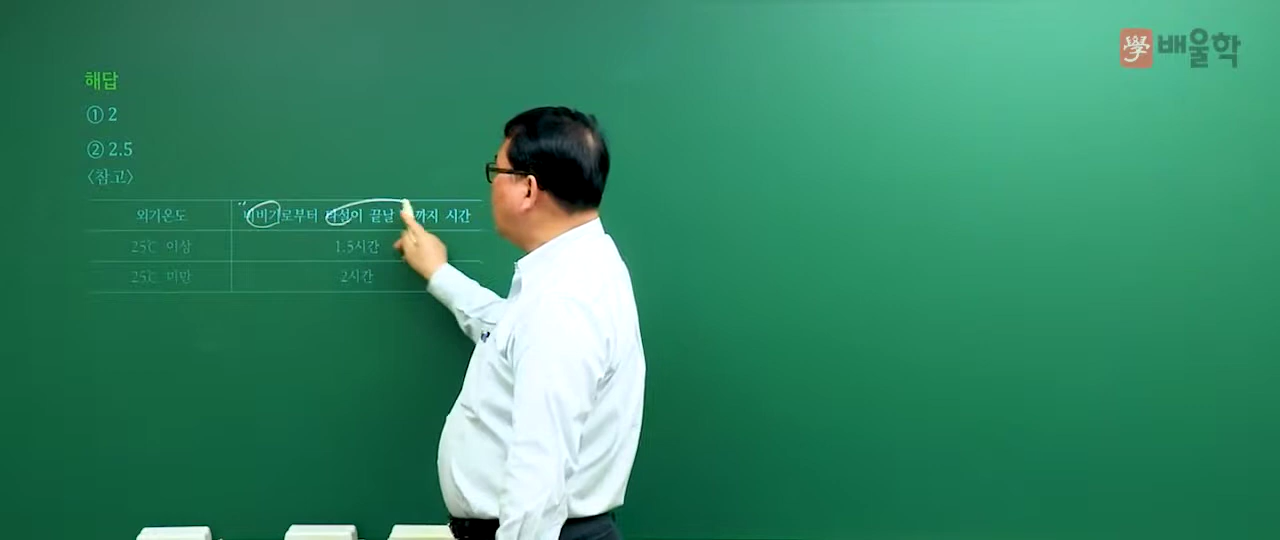 學 배울학
해답
① 2
② 2.5
〈참고〉
외기온도 비비기로부터 타설이 끝날 까지 시간
25℃ 이상 1.5시간
25℃ 미만 2시간